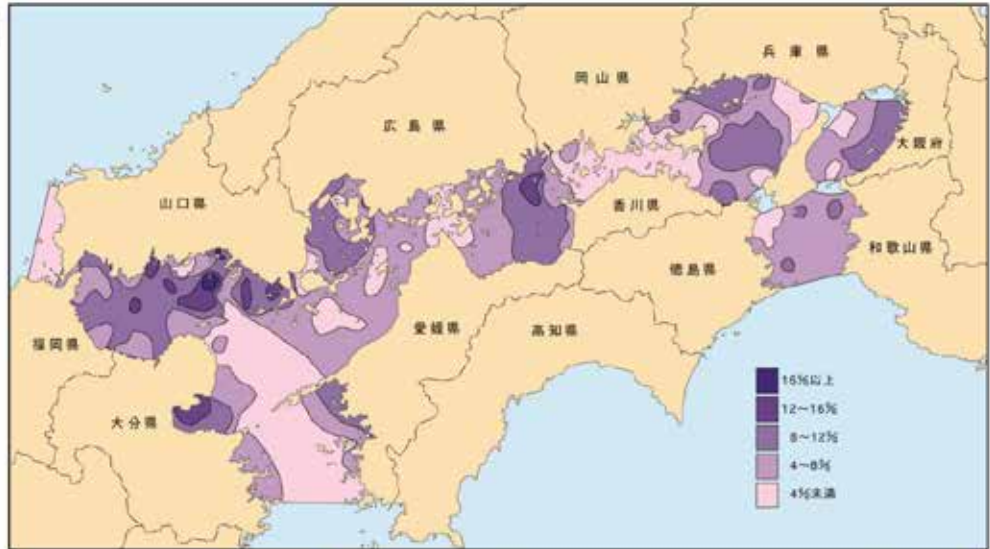 兵庫県
岡山県
広島県
大阪府
山口県
香川県
和歌山県
徳島県
愛媛県
高知県
福岡県
大分県
16%以上
12～16%
8～12%
4～8%
4%未満